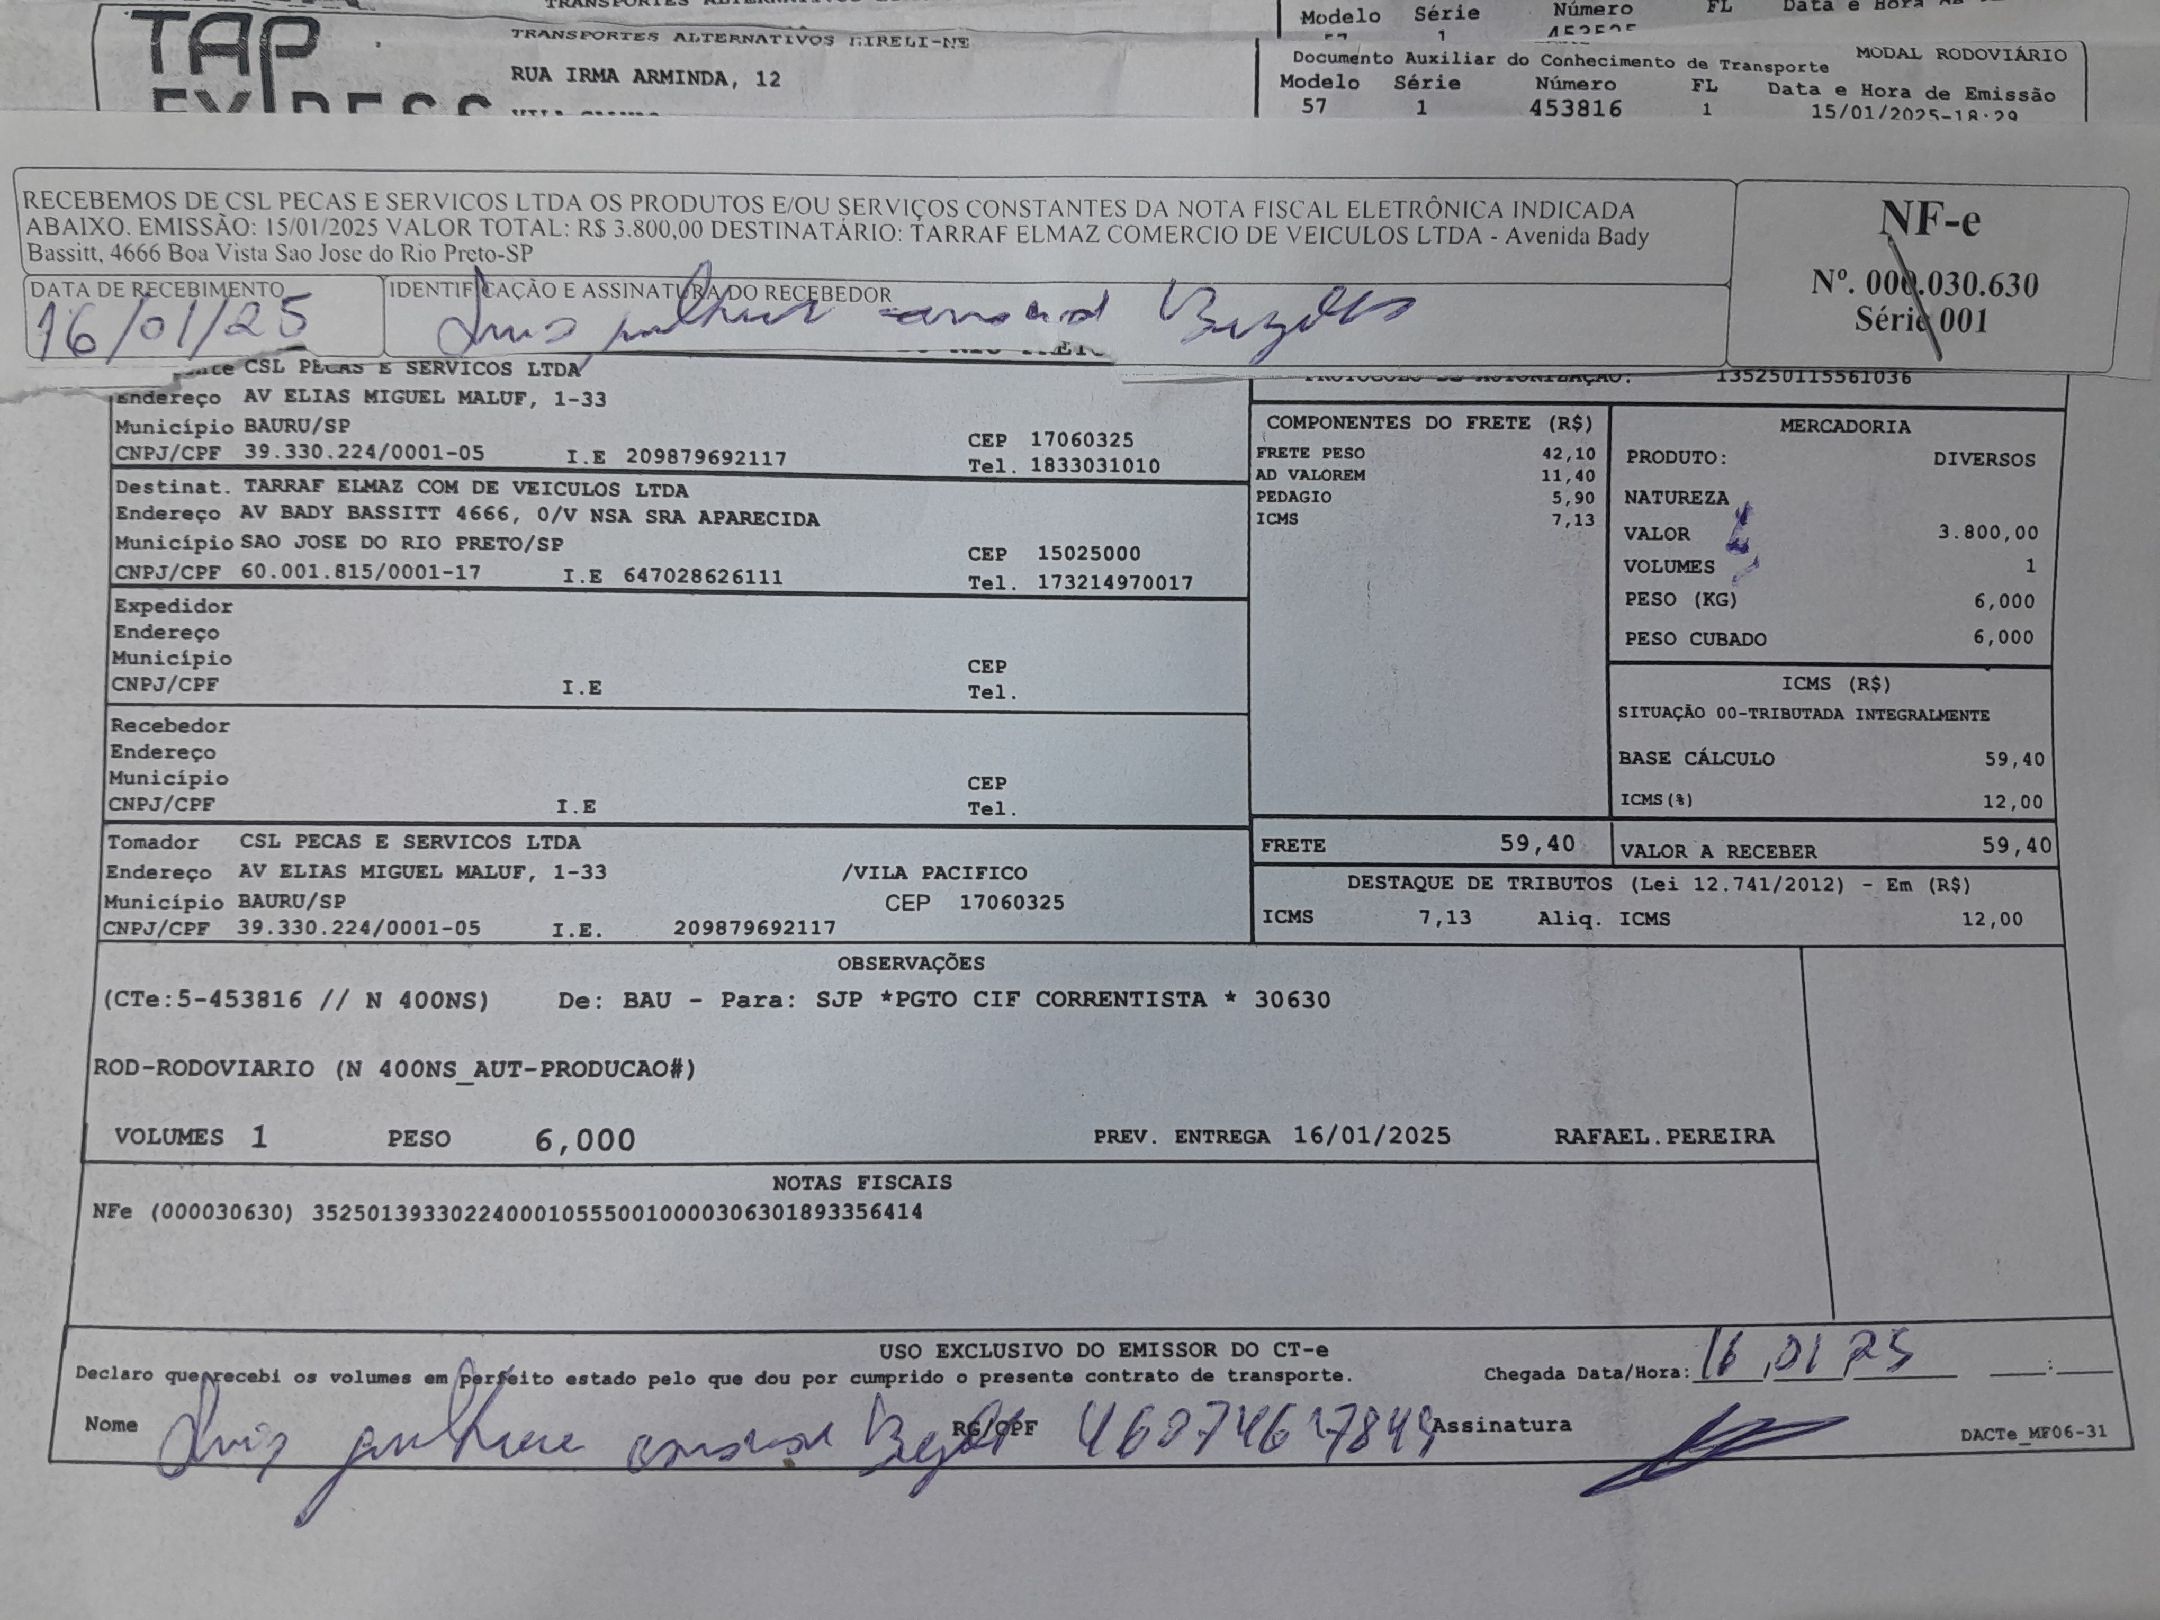 Modelo Série Número FL Data e Hora
TAP
EXPRESS
TRANSPORTES ALTERNATIVOS EIRELI-ME
RUA IRMA ARMINDA, 12
Documento Auxiliar do Conhecimento de Transporte MODAL RODOVIÁRIO
Modelo Série Número FL Data e Hora de Emissão
57 1 453816 1 15/01/2025-18:29
RECEBEMOS DE CSL PECAS E SERVICOS LTDA OS PRODUTOS E/OU SERVIÇOS CONSTANTES DA NOTA FISCAL ELETRÔNICA INDICADA
ABAIXO. EMISSÃO: 15/01/2025 VALOR TOTAL: R$ 3.800,00 DESTINATÁRIO: TARRAF ELMAZ COMERCIO DE VEICULOS LTDA - Avenida Bady
Bassitt, 4666 Boa Vista Sao Jose do Rio Preto-SP
NF-e
Nº. 000.030.630
Série 001
DATA DE RECEBIMENTO IDENTIFICAÇÃO E ASSINATURA DO RECEBEDOR
16/01/25 Luis
CSL PECAS E SERVICOS LTDA
Endereço AV ELIAS MIGUEL MALUF, 1-33
Município BAURU/SP CEP 17060325
CNPJ/CPF 39.330.224/0001-05 I.E 209879692117 Tel. 1833031010
Destinat. TARRAF ELMAZ COM DE VEICULOS LTDA
Endereço AV BADY BASSITT 4666, 0/V NSA SRA APARECIDA
Município SAO JOSE DO RIO PRETO/SP CEP 15025000
CNPJ/CPF 60.001.815/0001-17 I.E 647028626111 Tel. 173214970017
Expedidor
Endereço
Município CEP
CNPJ/CPF I.E Tel.
Recebedor
Endereço
Município CEP
CNPJ/CPF I.E Tel.
Tomador CSL PECAS E SERVICOS LTDA
Endereço AV ELIAS MIGUEL MALUF, 1-33 /VILA PACIFICO
Município BAURU/SP CEP 17060325
CNPJ/CPF 39.330.224/0001-05 I.E. 209879692117
PROTOCOLO DE AUTORIZAÇÃO: 135250115561036
COMPONENTES DO FRETE (R$)
FRETE PESO 42,10
AD VALOREM 11,40
PEDAGIO 5,90
ICMS 7,13
MERCADORIA
PRODUTO: DIVERSOS
NATUREZA
VALOR 3.800,00
VOLUMES 1
PESO (KG) 6,000
PESO CUBADO 6,000
ICMS (R$)
SITUAÇÃO 00-TRIBUTADA INTEGRALMENTE
BASE CÁLCULO 59,40
ICMS(%) 12,00
FRETE 59,40 VALOR A RECEBER 59,40
DESTAQUE DE TRIBUTOS (Lei 12.741/2012) - Em (R$)
ICMS 7,13 Aliq. ICMS 12,00
OBSERVAÇÕES
(CTe:5-453816 // N 400NS) De: BAU - Para: SJP *PGTO CIF CORRENTISTA * 30630
ROD-RODOVIARIO (N 400NS_AUT-PRODUCAO#)
VOLUMES 1 PESO 6,000 PREV. ENTREGA 16/01/2025 RAFAEL.PEREIRA
NOTAS FISCAIS
NFe (000030630) 35250139330224000105550010000306301893356414
USO EXCLUSIVO DO EMISSOR DO CT-e
Declaro que recebi os volumes em perfeito estado pelo que dou por cumprido o presente contrato de transporte. Chegada Data/Hora: 16 01 25 :
Nome Luis RG/CPF 46074617849 Assinatura DACTe_MF06-31